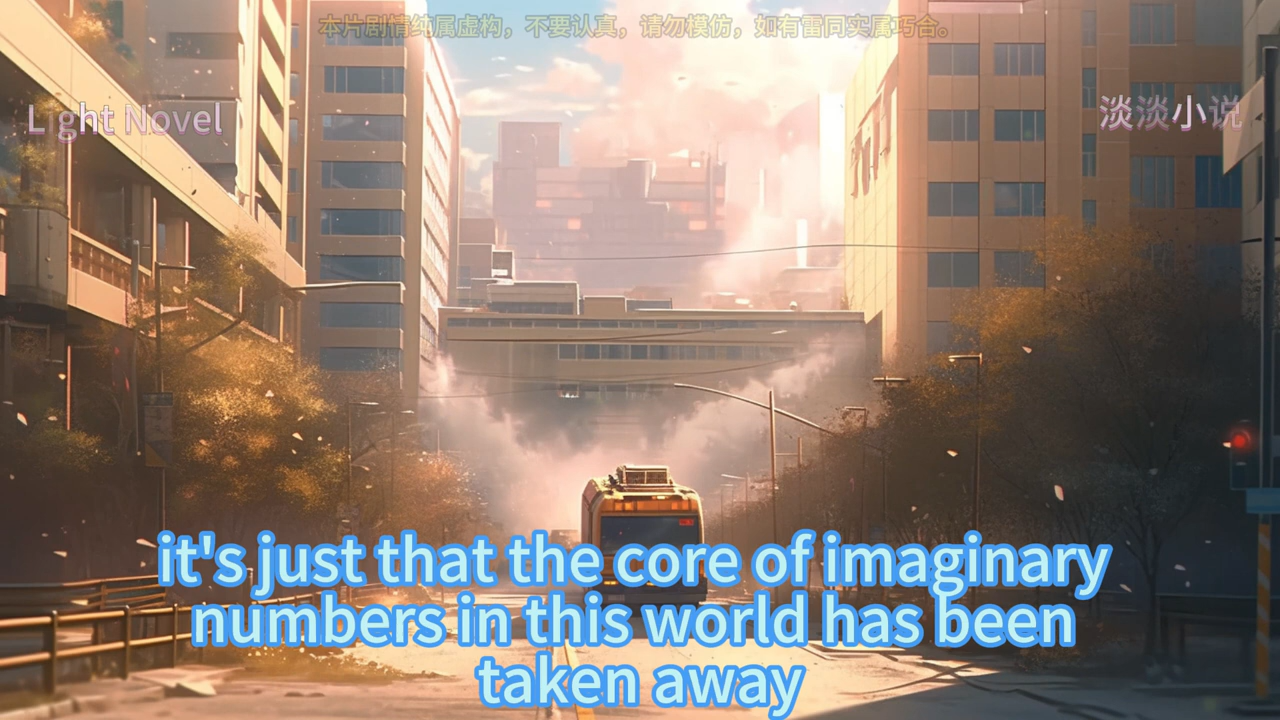 本片剧情纯属虚构，不要认真，请勿模仿，如有雷同实属巧合。
Light Novel
淡淡小说
it's just that the core of imaginary
numbers in this world has been
taken away